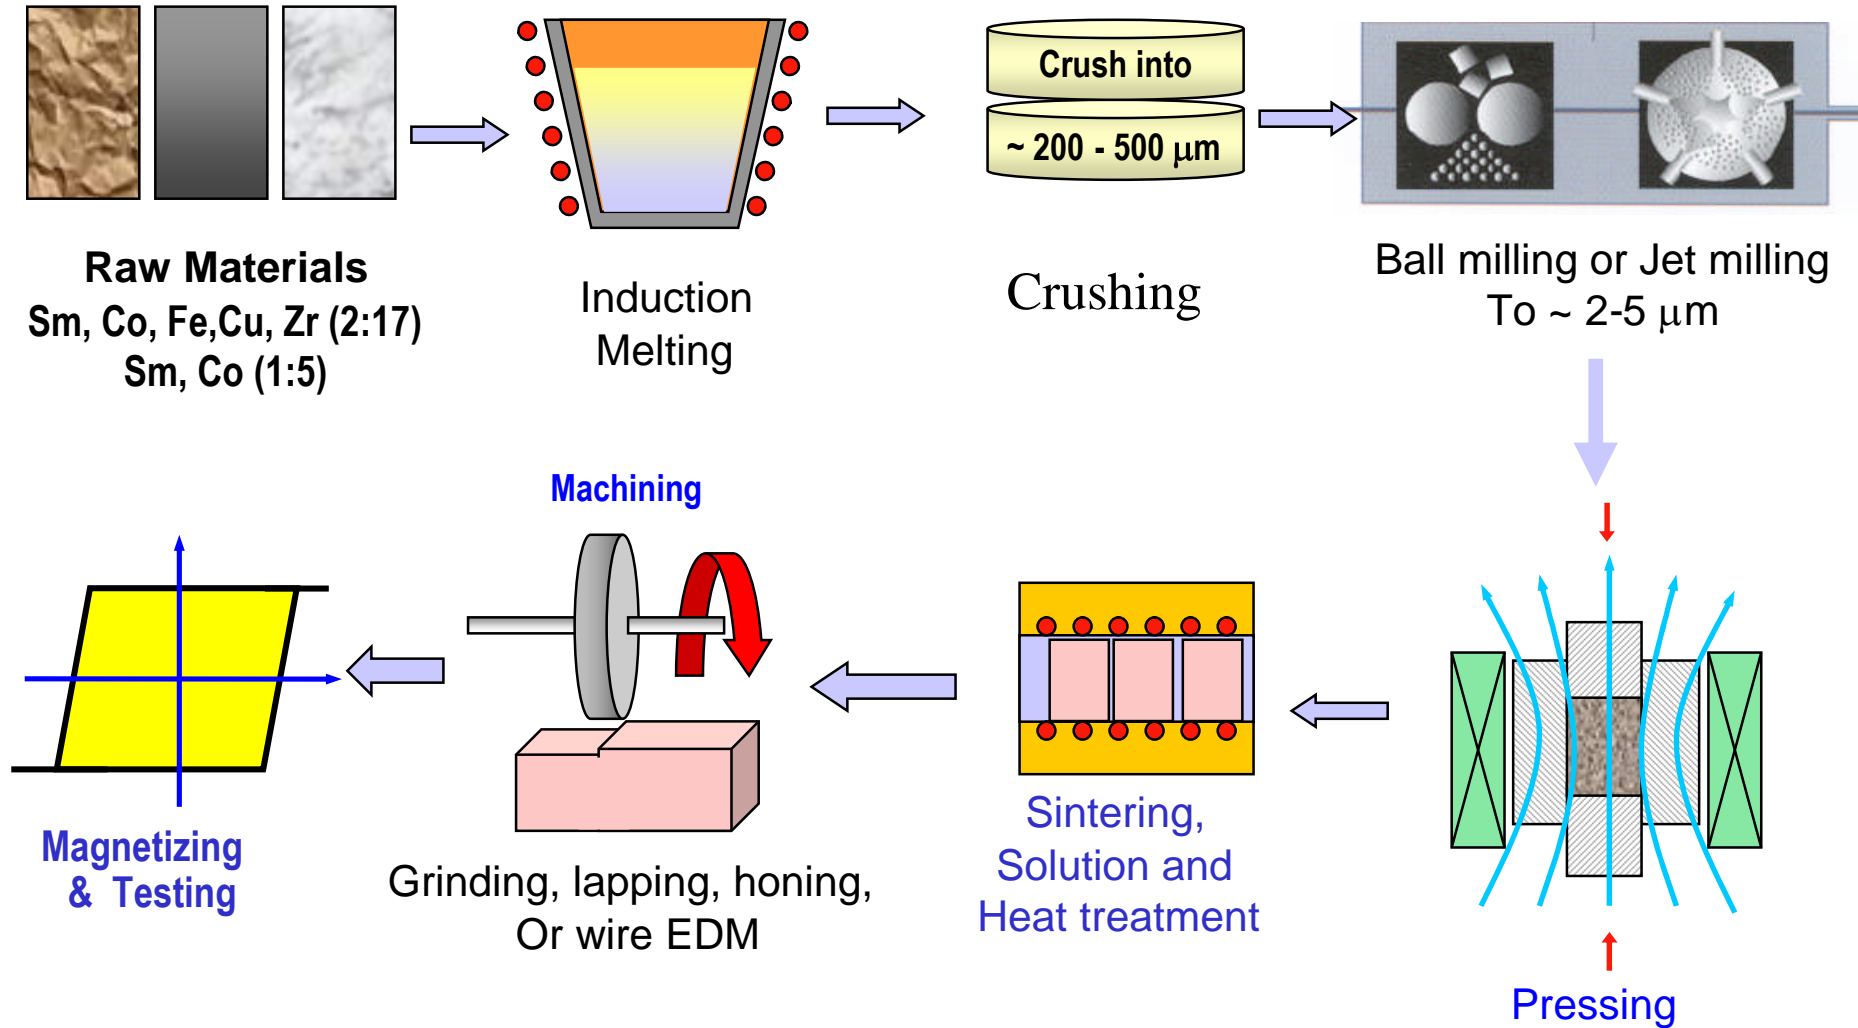 Crush into
~ 200 - 500 μm
Raw Materials
Sm, Co, Fe,Cu, Zr (2:17)
Sm, Co (1:5)
Induction
Melting
Crushing
Ball milling or Jet milling
To ~ 2-5 μm
Machining
Magnetizing
& Testing
Grinding, lapping, honing,
Or wire EDM
Sintering,
Solution and
Heat treatment
Pressing